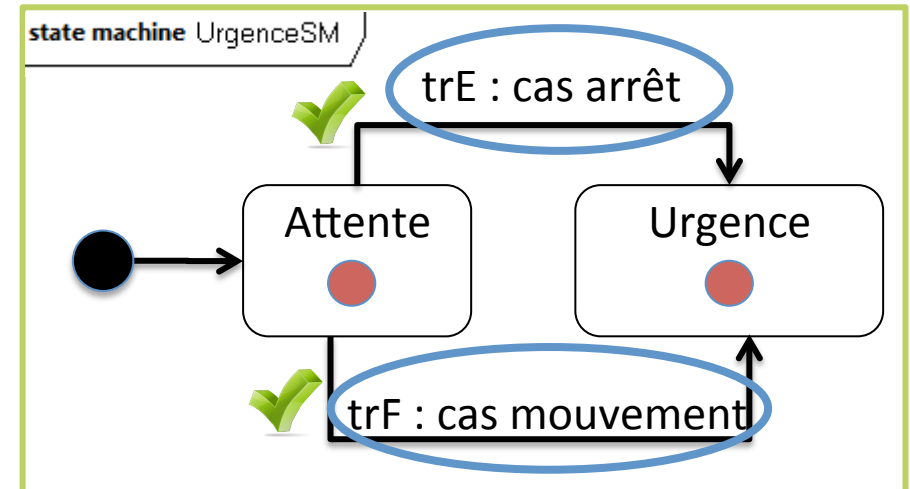 state machine UrgenceSM
trE : cas arrêt
Attente
Urgence
trF : cas mouvement